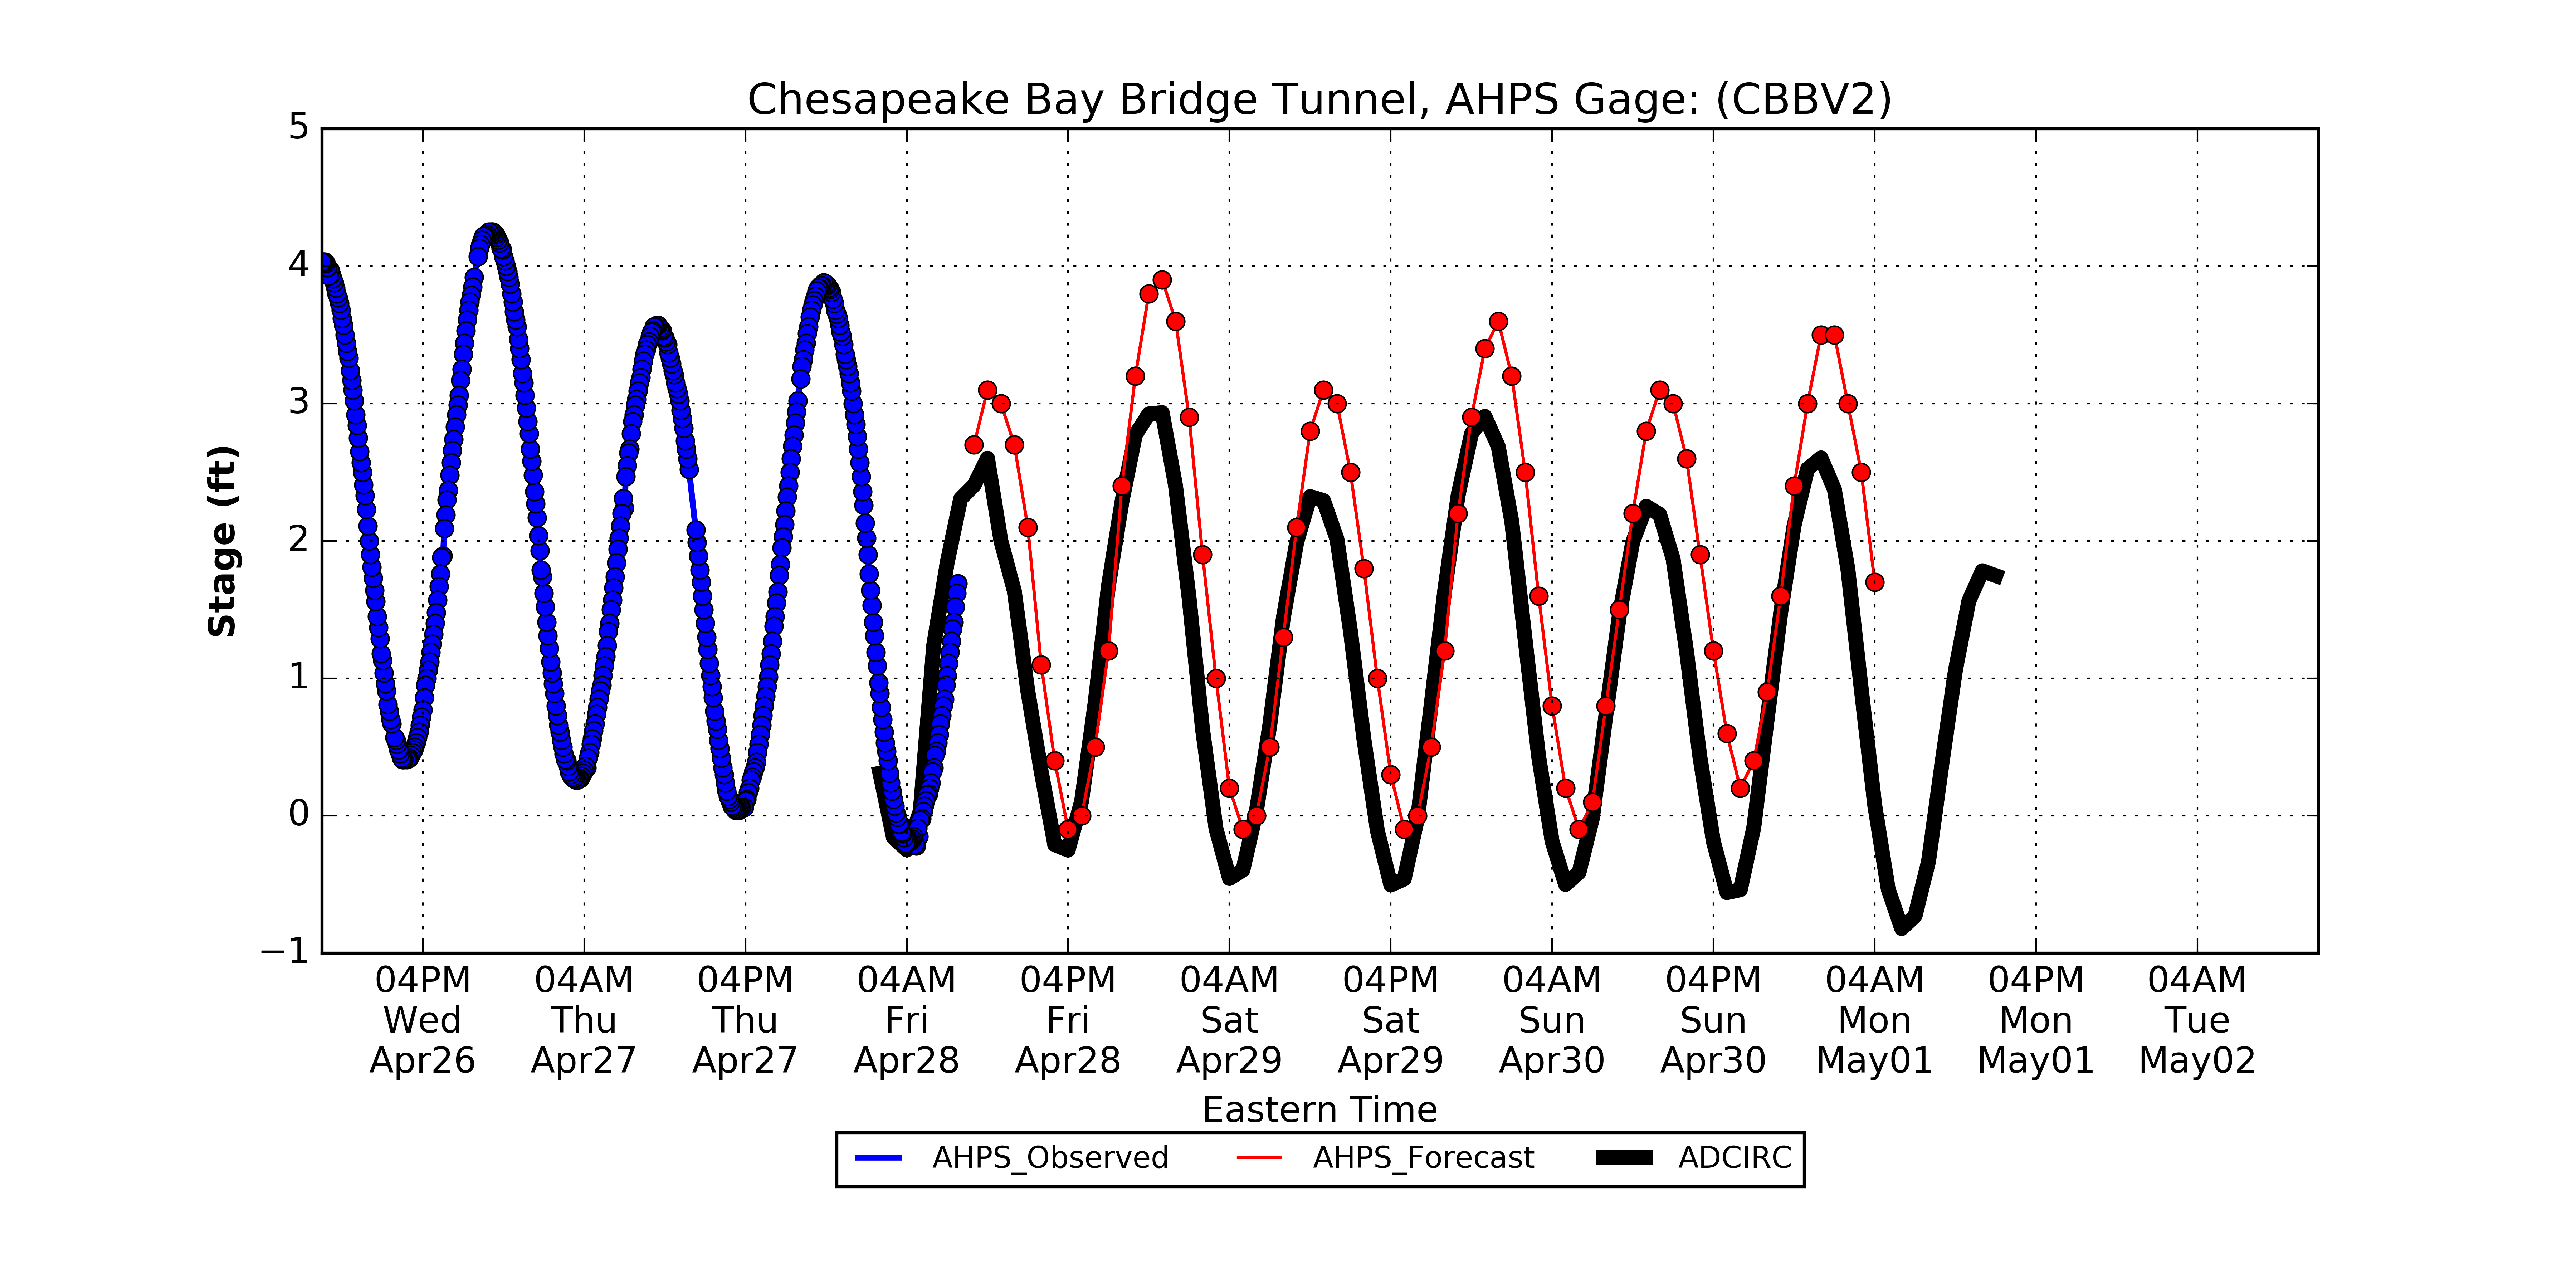 Chesapeake Bay Bridge Tunnel, AHPS Gage: (CBBV2)
5
4
3
2
1
0
−1
Stage (ft)
04PM 04AM 04PM 04AM 04PM 04AM 04PM 04AM 04PM 04AM 04PM 04AM
Wed Thu Thu Fri Fri Sat Sat Sun Sun Mon Mon Tue
Apr26 Apr27 Apr27 Apr28 Apr28 Apr29 Apr29 Apr30 Apr30 May01 May01 May02
Eastern Time
AHPS_Observed AHPS_Forecast ADCIRC